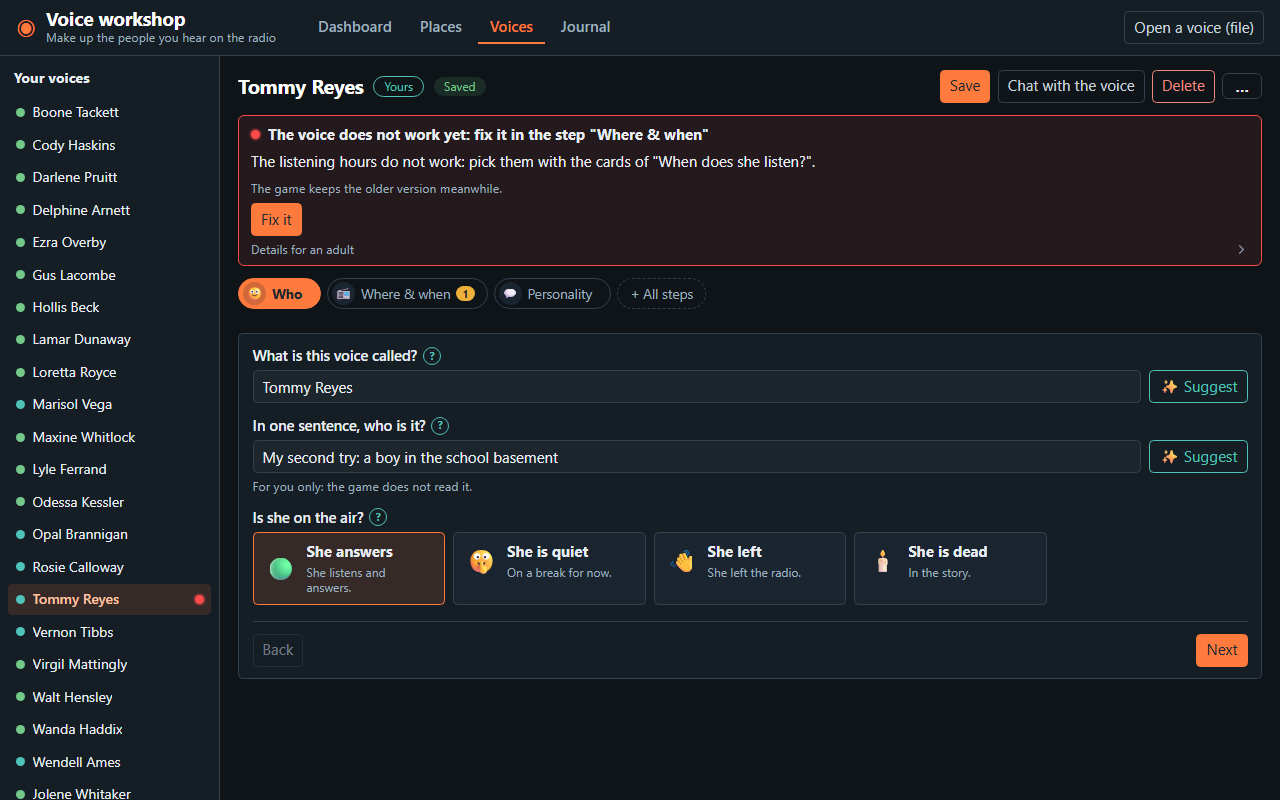 Voice workshop
Make up the people you hear on the radio
Dashboard
Places
Voices
Journal
Open a voice (file)
Your voices
Boone Tackett
Cody Haskins
Darlene Pruitt
Delphine Arnett
Ezra Overby
Gus Lacombe
Hollis Beck
Lamar Dunaway
Loretta Royce
Marisol Vega
Maxine Whitlock
Lyle Ferrand
Odessa Kessler
Opal Brannigan
Rosie Calloway
Tommy Reyes
Vernon Tibbs
Virgil Mattingly
Walt Hensley
Wanda Haddix
Wendell Ames
Jolene Whitaker
Tommy Reyes
Yours
Saved
Save
Chat with the voice
Delete
...
The voice does not work yet: fix it in the step "Where & when"
The listening hours do not work: pick them with the cards of "When does she listen?".
The game keeps the older version meanwhile.
Fix it
Details for an adult
Who
Where & when 1
Personality
+ All steps
What is this voice called? ?
Tommy Reyes
Suggest
In one sentence, who is it? ?
My second try: a boy in the school basement
Suggest
For you only: the game does not read it.
Is she on the air? ?
She answers
She listens and
answers.
She is quiet
On a break for now.
She left
She left the radio.
She is dead
In the story.
Back
Next